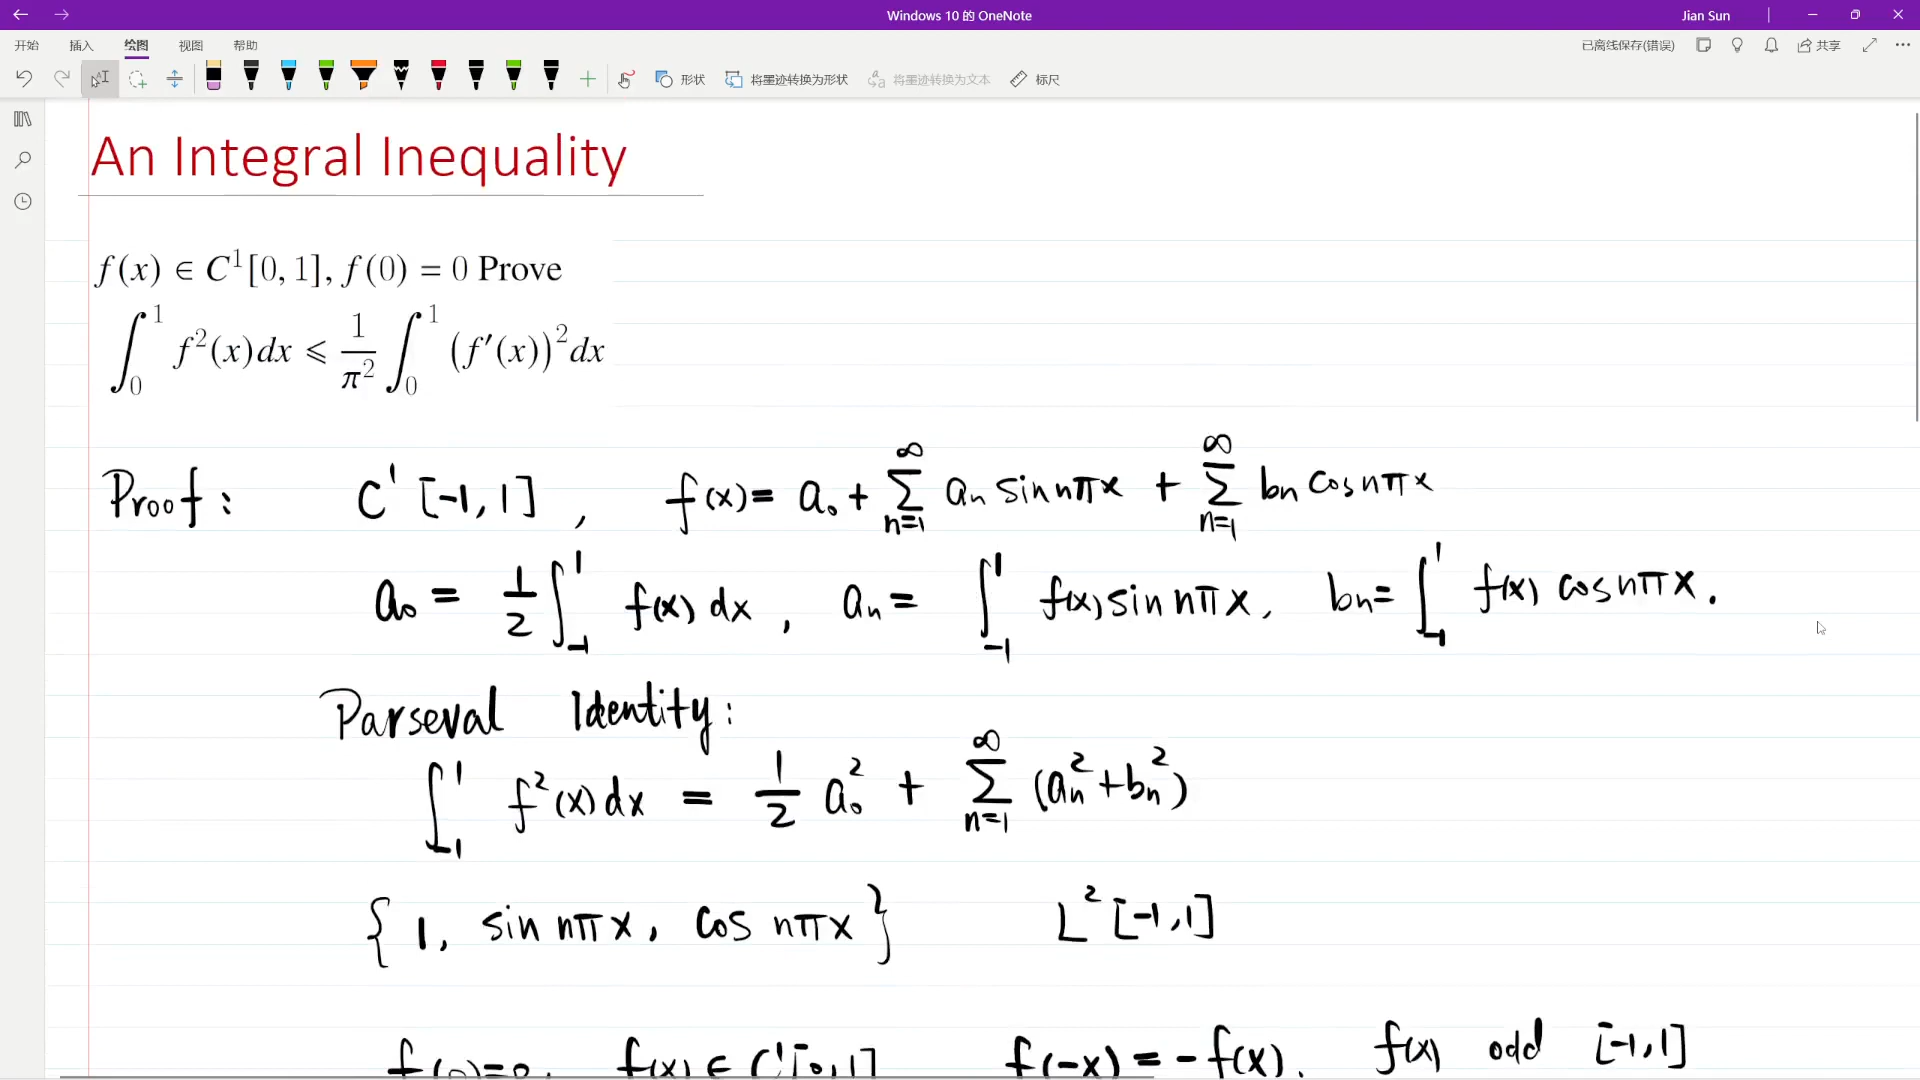 Windows 10 的 OneNote
Jian Sun
开始 插入 绘图 视图 帮助
已离线保存(错误) 共享
形状 将墨迹转换为形状 将墨迹转换为文本 标尺
An Integral Inequality
f(x) ∈ C¹[0, 1], f(0) = 0 Prove
∫₀¹ f²(x)dx ⩽ 1/π² ∫₀¹ (f′(x))²dx
Proof: C¹ [-1, 1], f(x) = a₀ + ∑_{n=1}^∞ aₙ sin nπx + ∑_{n=1}^∞ bₙ cos nπx
a₀ = 1/2 ∫₋₁¹ f(x) dx, aₙ = ∫₋₁¹ f(x) sin nπx, bₙ = ∫₋₁¹ f(x) cos nπx.
Parseval Identity:
∫₋₁¹ f²(x) dx = 1/2 a₀² + ∑_{n=1}^∞ (aₙ² + bₙ²)
{ 1, sin nπx, cos nπx } L² [-1, 1]
f(0)=0. f(x) ∈ C¹[0,1] f(-x) = -f(x). f(x) odd [-1,1]